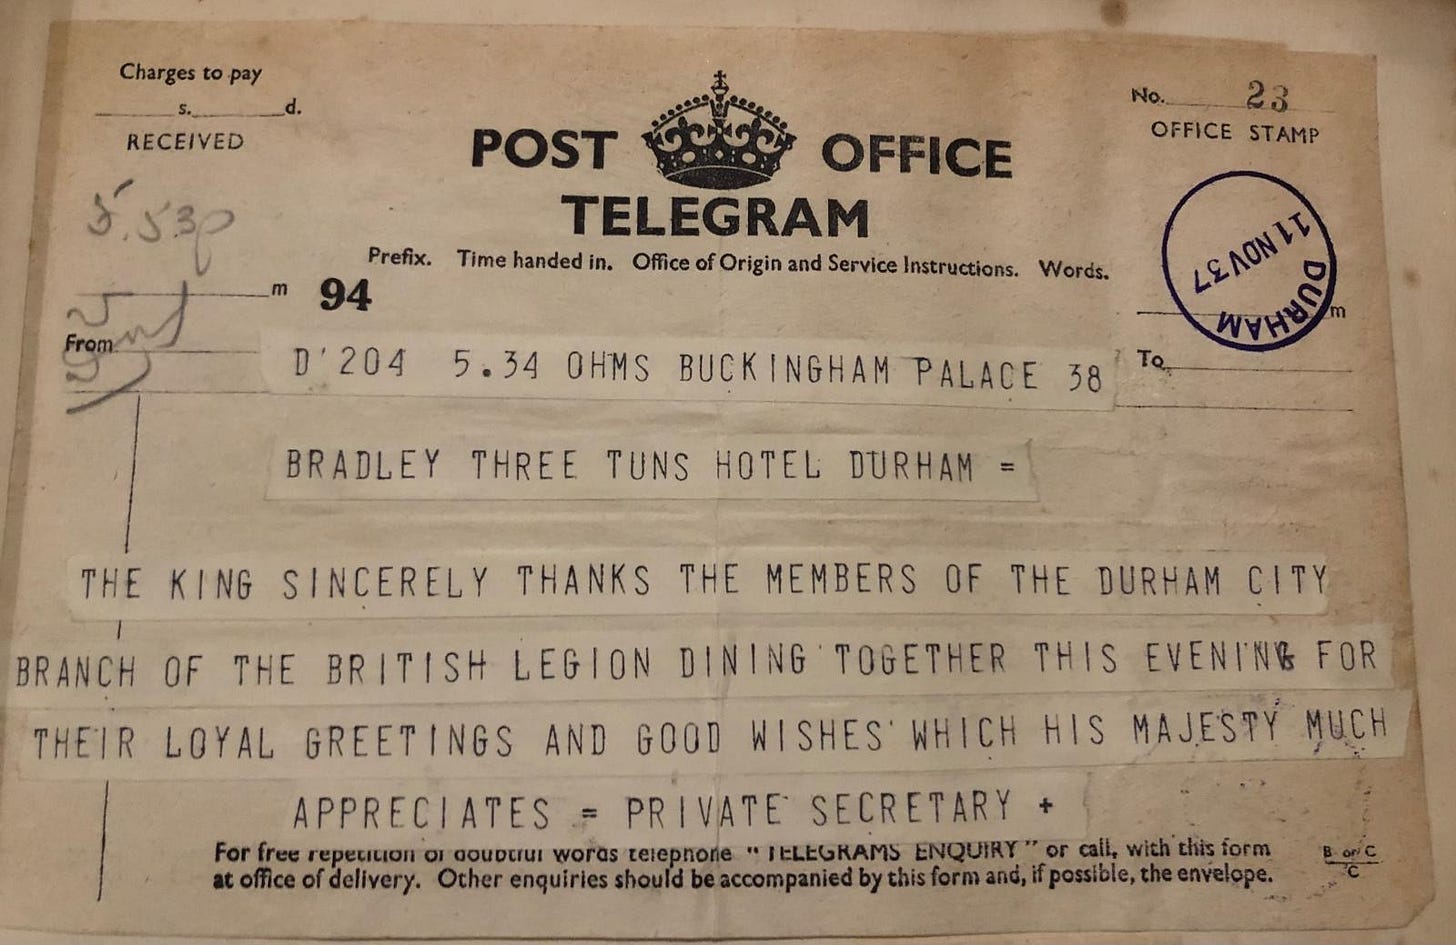 Charges to pay
s. d.
RECEIVED
No. 23
OFFICE STAMP
POST OFFICE
TELEGRAM
Prefix. Time handed in. Office of Origin and Service Instructions. Words.
5.53p
m
94
11 NOV 37
DURHAM
m
From
To
D'204 5.34 OHMS BUCKINGHAM PALACE 38
BRADLEY THREE TUNS HOTEL DURHAM =
THE KING SINCERELY THANKS THE MEMBERS OF THE DURHAM CITY
BRANCH OF THE BRITISH LEGION DINING TOGETHER THIS EVENING FOR
THEIR LOYAL GREETINGS AND GOOD WISHES WHICH HIS MAJESTY MUCH
APPRECIATES = PRIVATE SECRETARY +
For free repetition of doubtful words telephone "TELEGRAMS ENQUIRY" or call, with this form
at office of delivery. Other enquiries should be accompanied by this form and, if possible, the envelope.
B or C
C